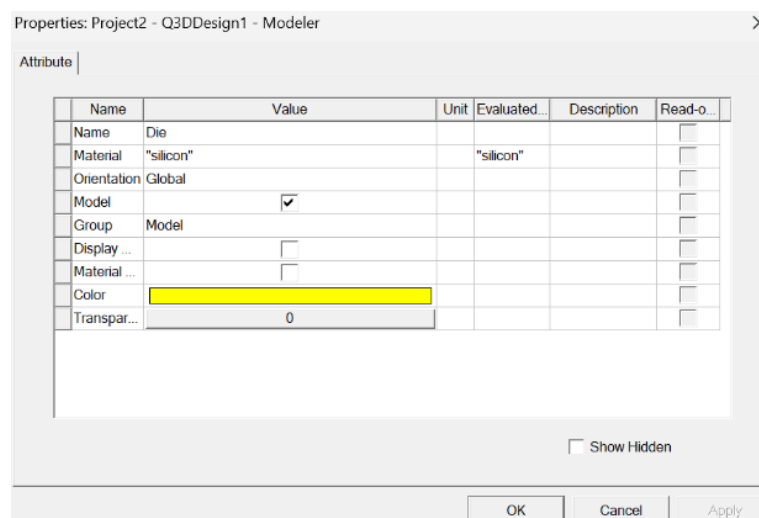 Properties: Project2 - Q3DDesign1 - Modeler
Attribute
Name Value Unit Evaluated... Description Read-o...
Name Die
Material "silicon" "silicon"
Orientation Global
Model
Group Model
Display ...
Material ...
Color
Transpar... 0
Show Hidden
OK Cancel Apply